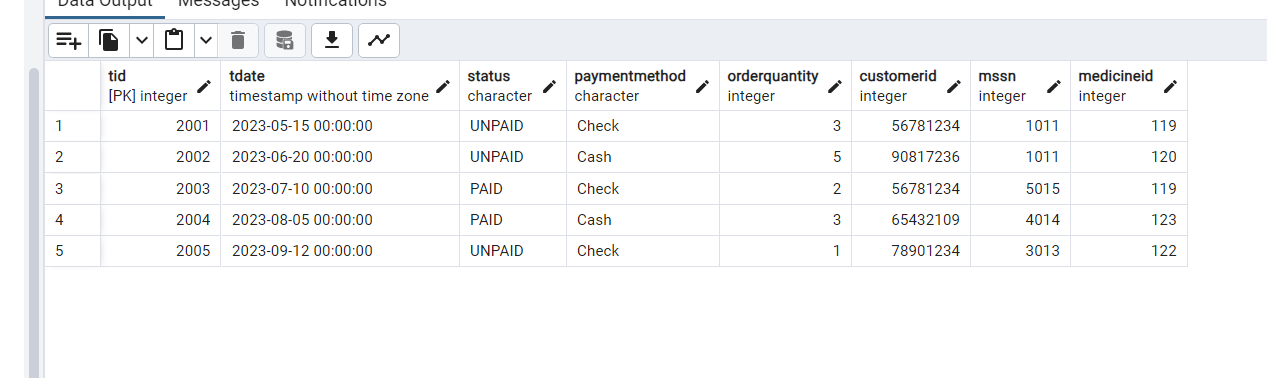 Data Output Messages Notifications
tid tdate status paymentmethod orderquantity customerid mssn medicineid
[PK] integer timestamp without time zone character character integer integer integer integer
1 2001 2023-05-15 00:00:00 UNPAID Check 3 56781234 1011 119
2 2002 2023-06-20 00:00:00 UNPAID Cash 5 90817236 1011 120
3 2003 2023-07-10 00:00:00 PAID Check 2 56781234 5015 119
4 2004 2023-08-05 00:00:00 PAID Cash 3 65432109 4014 123
5 2005 2023-09-12 00:00:00 UNPAID Check 1 78901234 3013 122